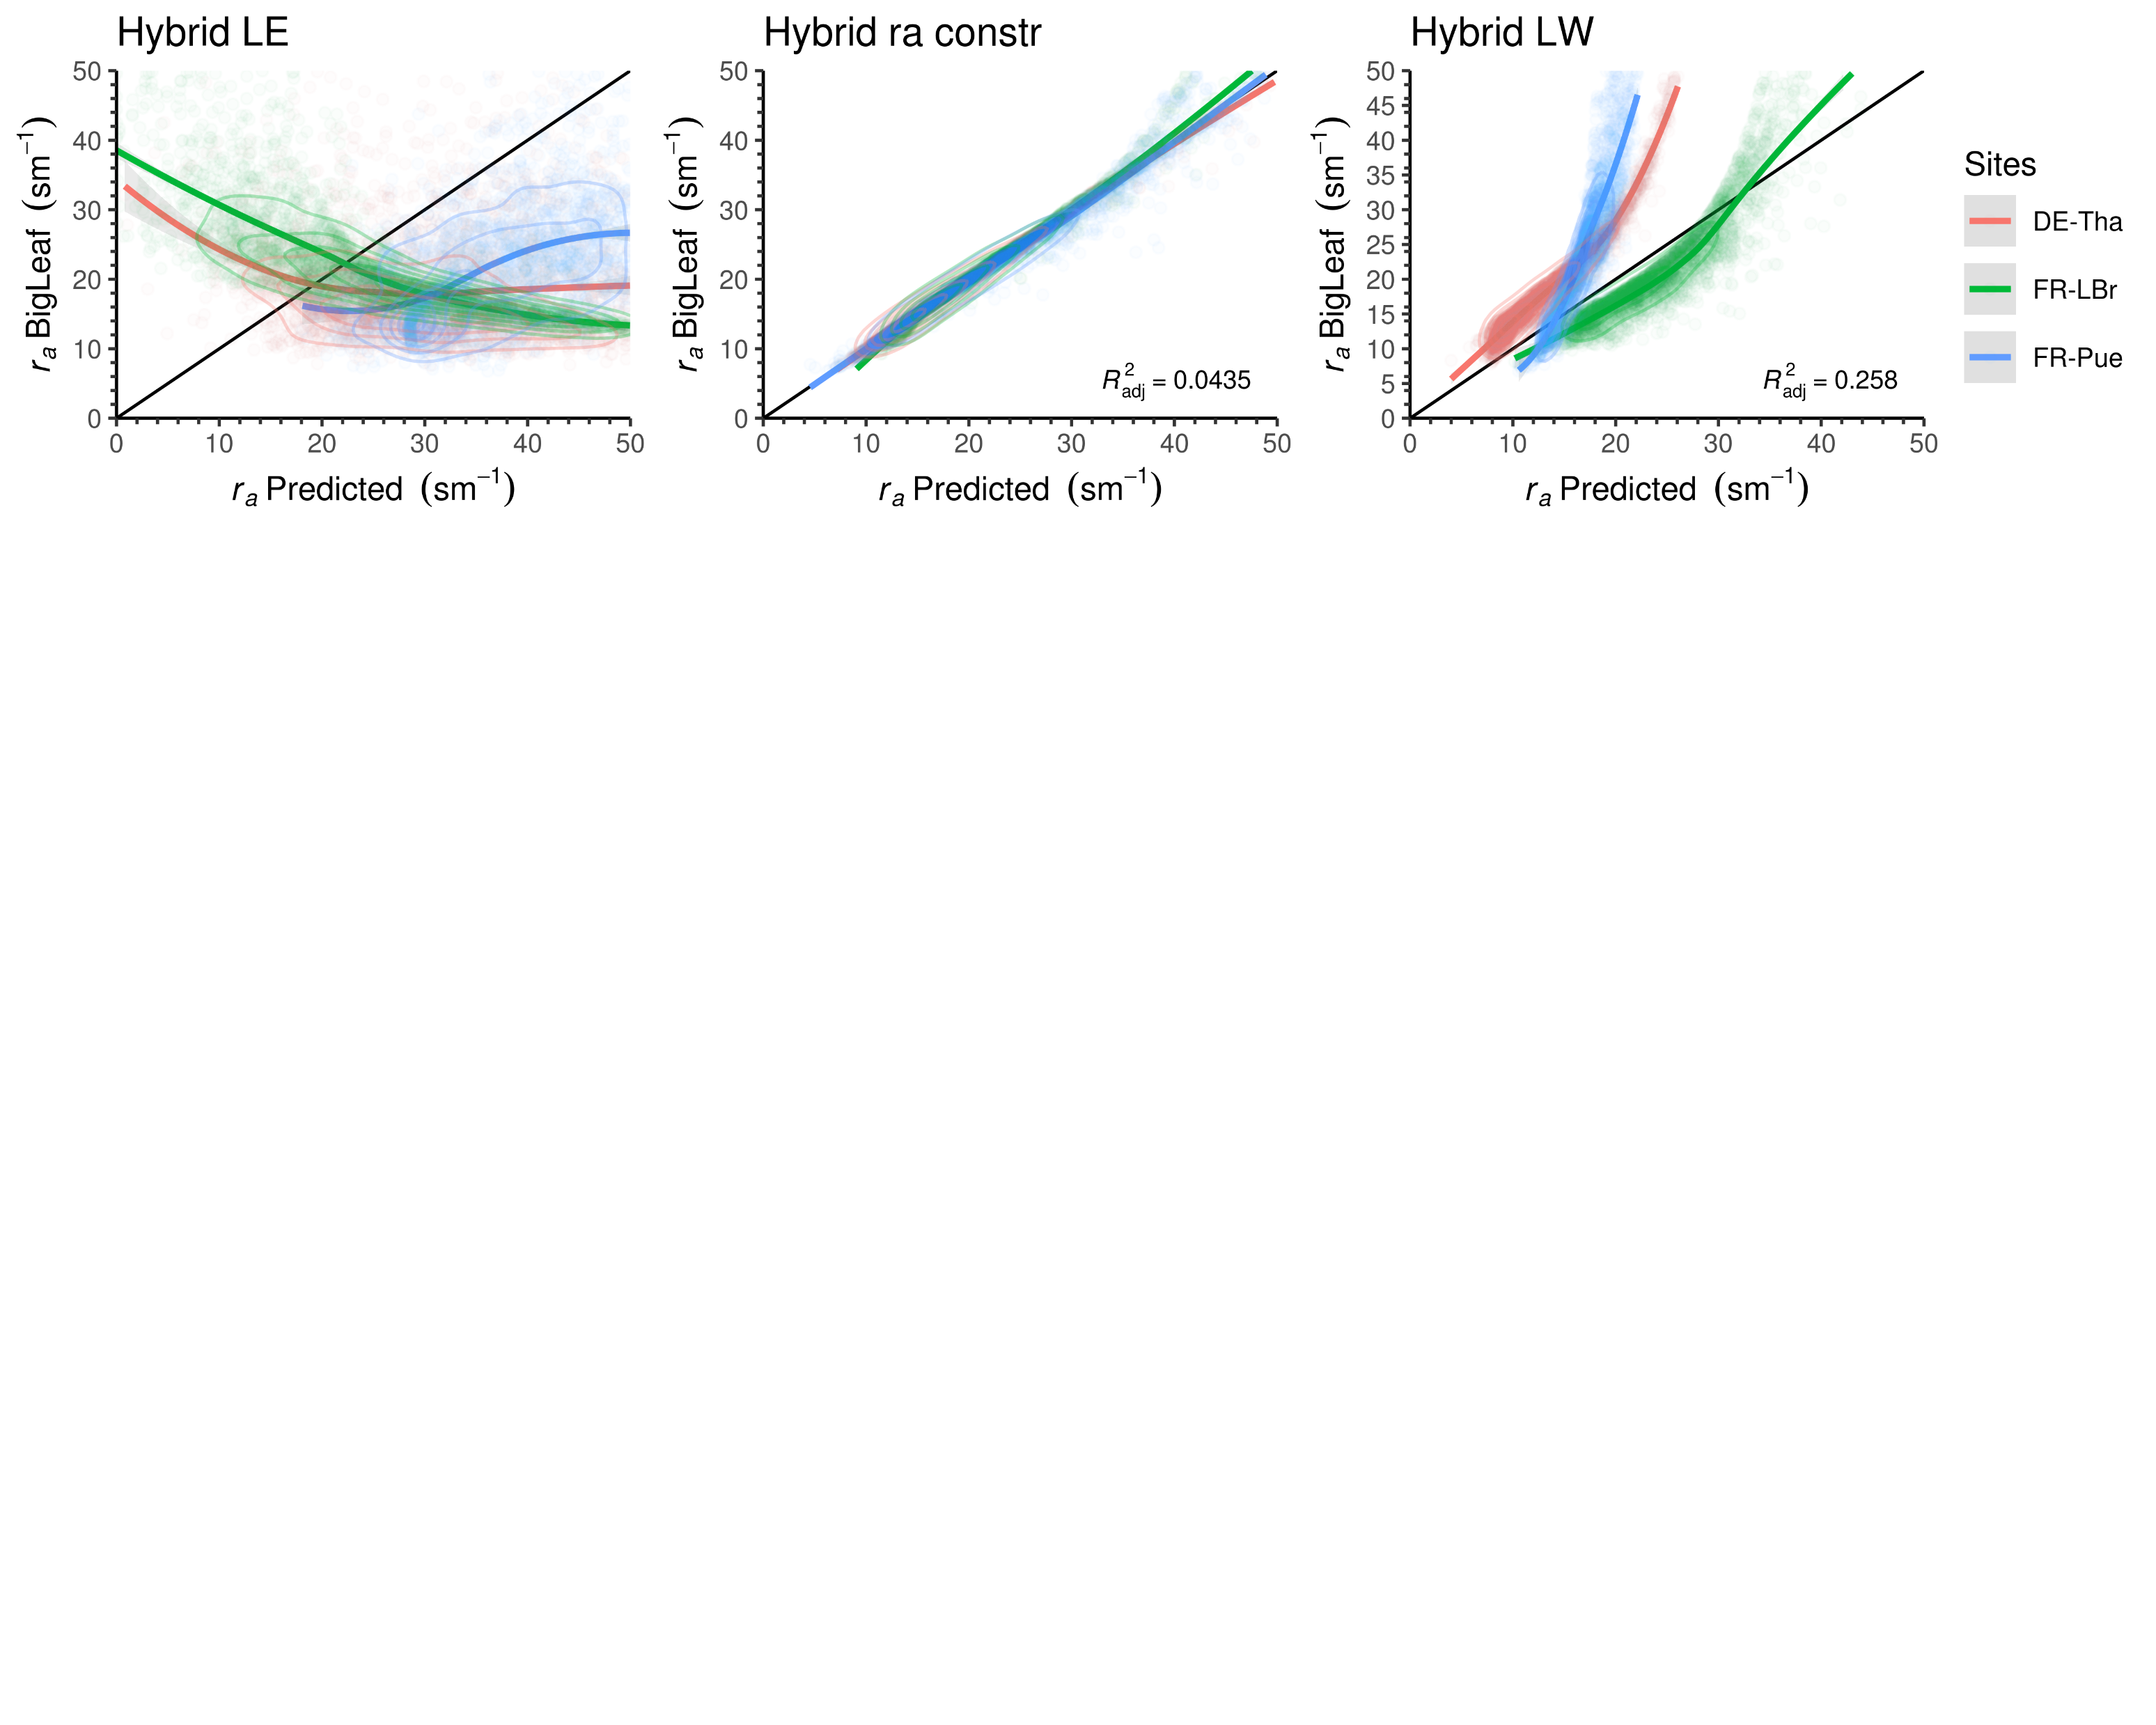 Hybrid LE
Hybrid ra constr
Hybrid LW
50
40
30
20
10
0
0 10 20 30 40 50
r_a BigLeaf (sm⁻¹)
r_a Predicted (sm⁻¹)
50
40
30
20
10
0
0 10 20 30 40 50
r_a BigLeaf (sm⁻¹)
r_a Predicted (sm⁻¹)
R²adj = 0.0435
50
45
40
35
30
25
20
15
10
5
0
0 10 20 30 40 50
r_a BigLeaf (sm⁻¹)
r_a Predicted (sm⁻¹)
R²adj = 0.258
Sites
DE-Tha
FR-LBr
FR-Pue